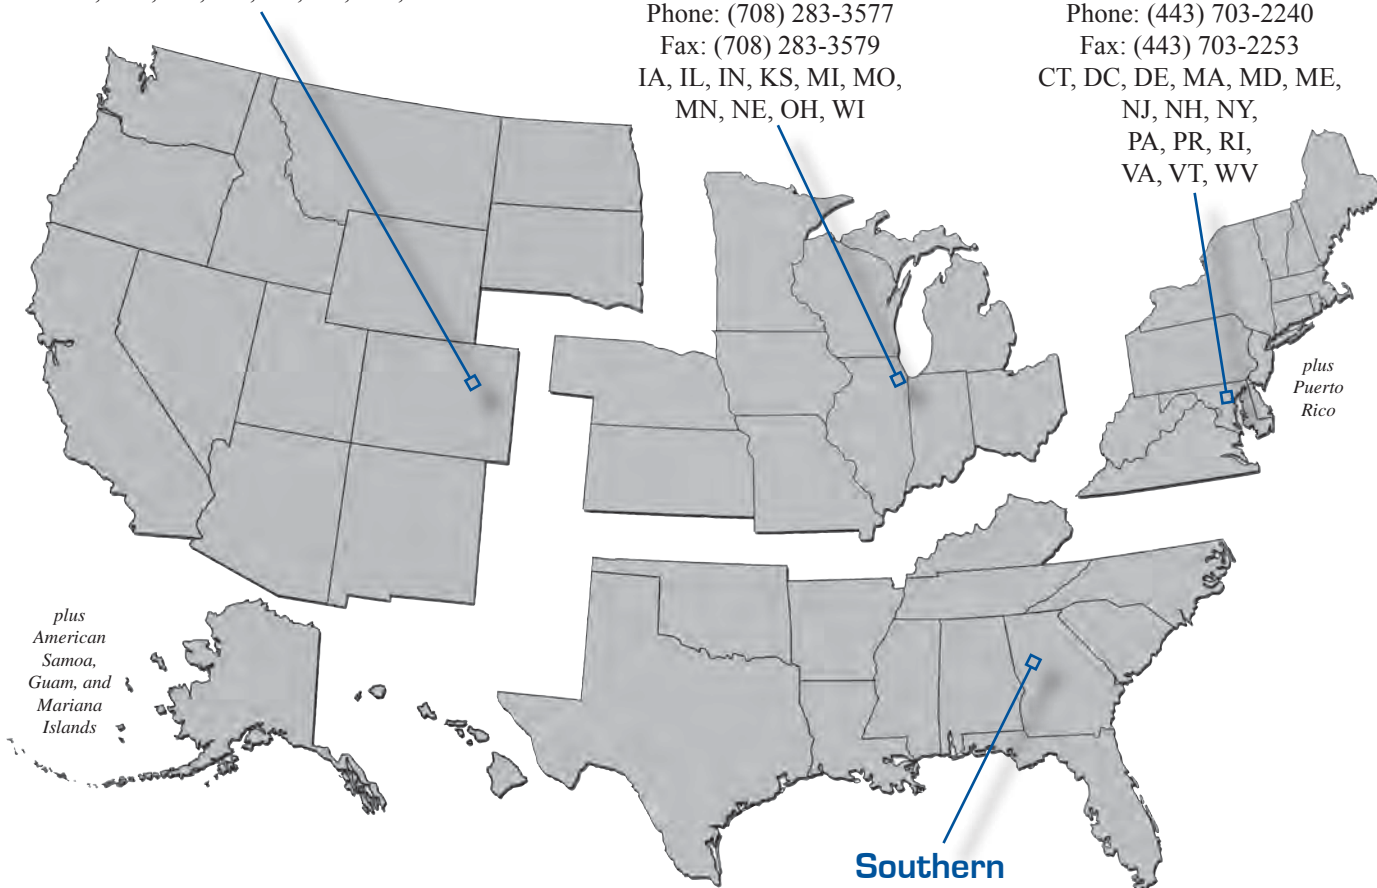 Phone: (708) 283-3577
Fax: (708) 283-3579
IA, IL, IN, KS, MI, MO,
MN, NE, OH, WI
Phone: (443) 703-2240
Fax: (443) 703-2253
CT, DC, DE, MA, MD, ME,
NJ, NH, NY,
PA, PR, RI,
VA, VT, WV
plus
Puerto
Rico
plus
American
Samoa,
Guam, and
Mariana
Islands
Southern